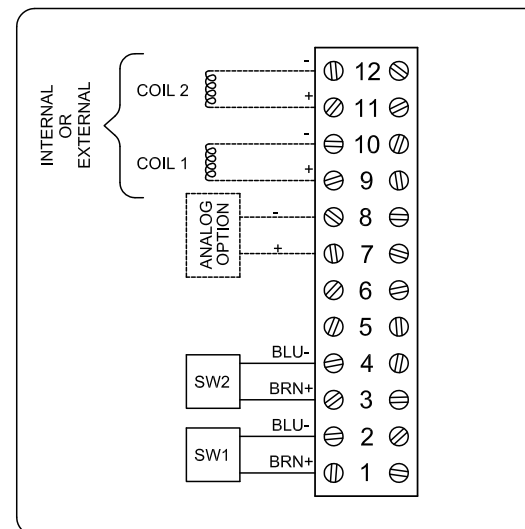 INTERNAL
OR
EXTERNAL
COIL 2
- 12
+ 11
COIL 1
- 10
+ 9
ANALOG
OPTION
- 8
+ 7
6
5
SW2
BLU- 4
BRN+ 3
SW1
BLU- 2
BRN+ 1